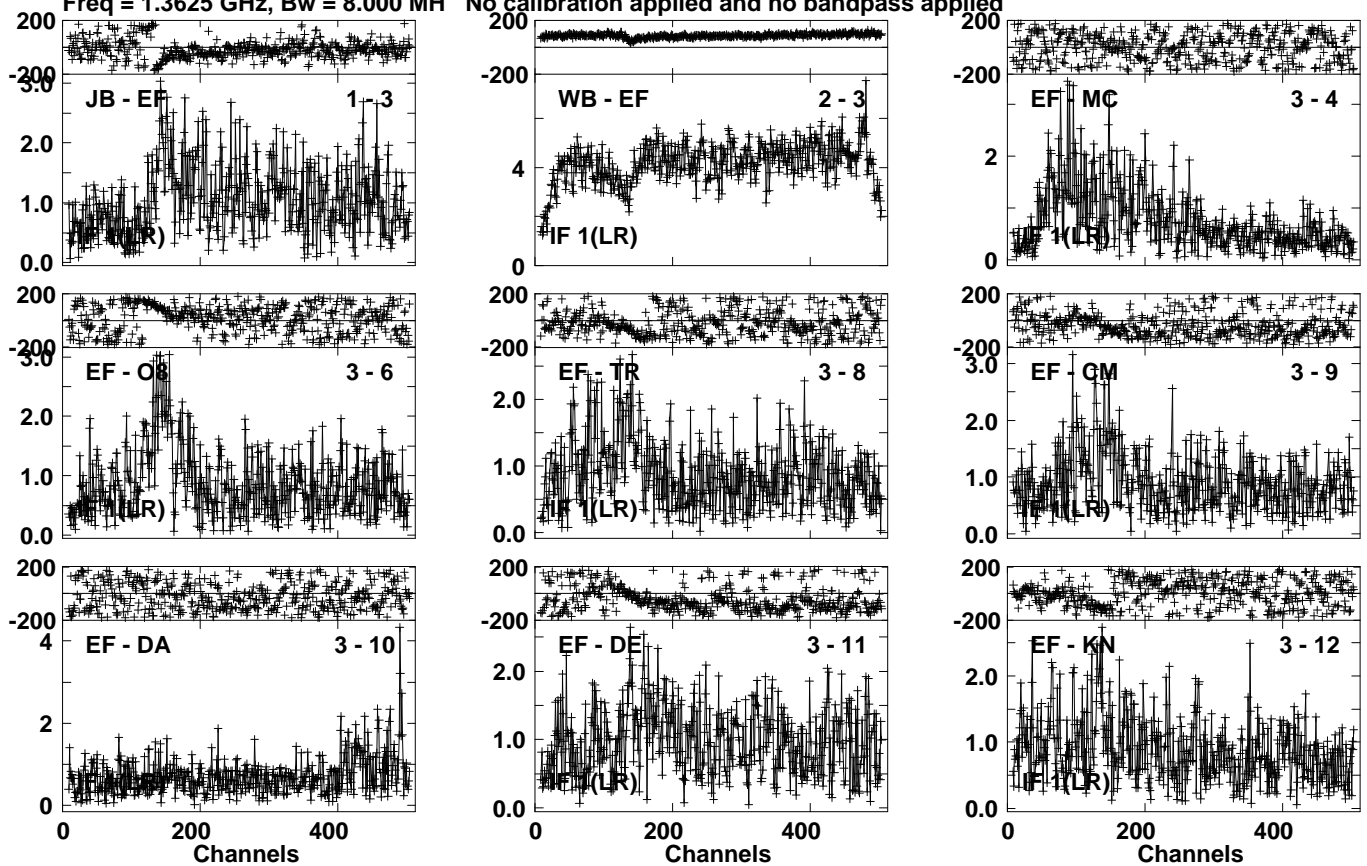 Freq = 1.3625 GHz, Bw = 8.000 MH No calibration applied and no bandpass applied
200
-200
3.0
2.0
1.0
0.0
JB - EF 1 - 3
IF 1(LR)
200
-200
4
0
WB - EF 2 - 3
IF 1(LR)
200
-200
2
0
EF - MC 3 - 4
IF 1(LR)
200
-200
3.0
2.0
1.0
0.0
EF - O8 3 - 6
IF 1(LR)
200
-200
2.0
1.0
0.0
EF - TR 3 - 8
IF 1(LR)
200
-200
3.0
2.0
1.0
0.0
EF - CM 3 - 9
IF 1(LR)
200
-200
4
2
0
EF - DA 3 - 10
IF 1(LR)
0 200 400
Channels
200
-200
2.0
1.0
0.0
EF - DE 3 - 11
IF 1(LR)
0 200 400
Channels
200
-200
2.0
1.0
0.0
EF - KN 3 - 12
IF 1(LR)
0 200 400
Channels